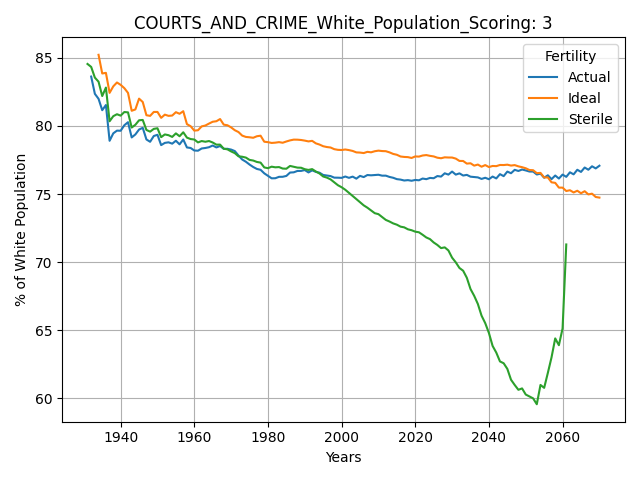 COURTS_AND_CRIME_White_Population_Scoring: 3
Fertility
Actual
Ideal
Sterile
% of White Population
85
80
75
70
65
60
1940 1960 1980 2000 2020 2040 2060
Years